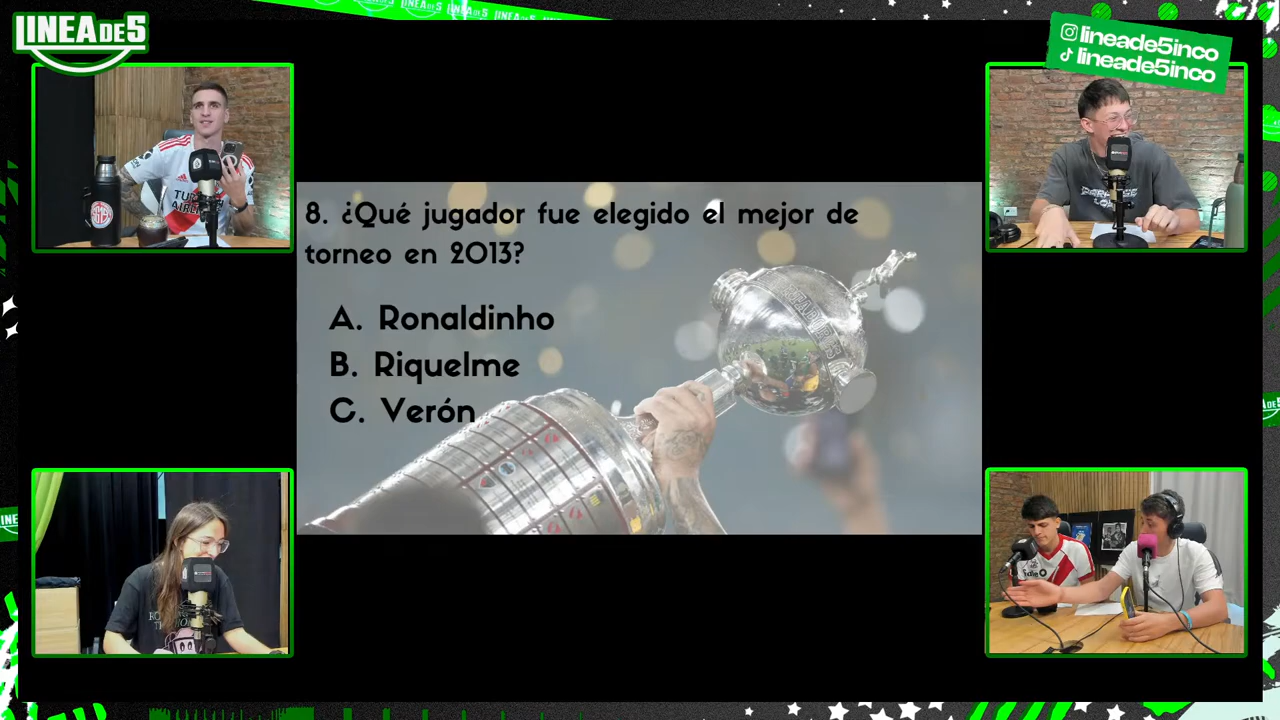 LINEA DE 5
lineade5inco
lineade5inco
8. ¿Qué jugador fue elegido el mejor de
torneo en 2013?
A. Ronaldinho
B. Riquelme
C. Verón